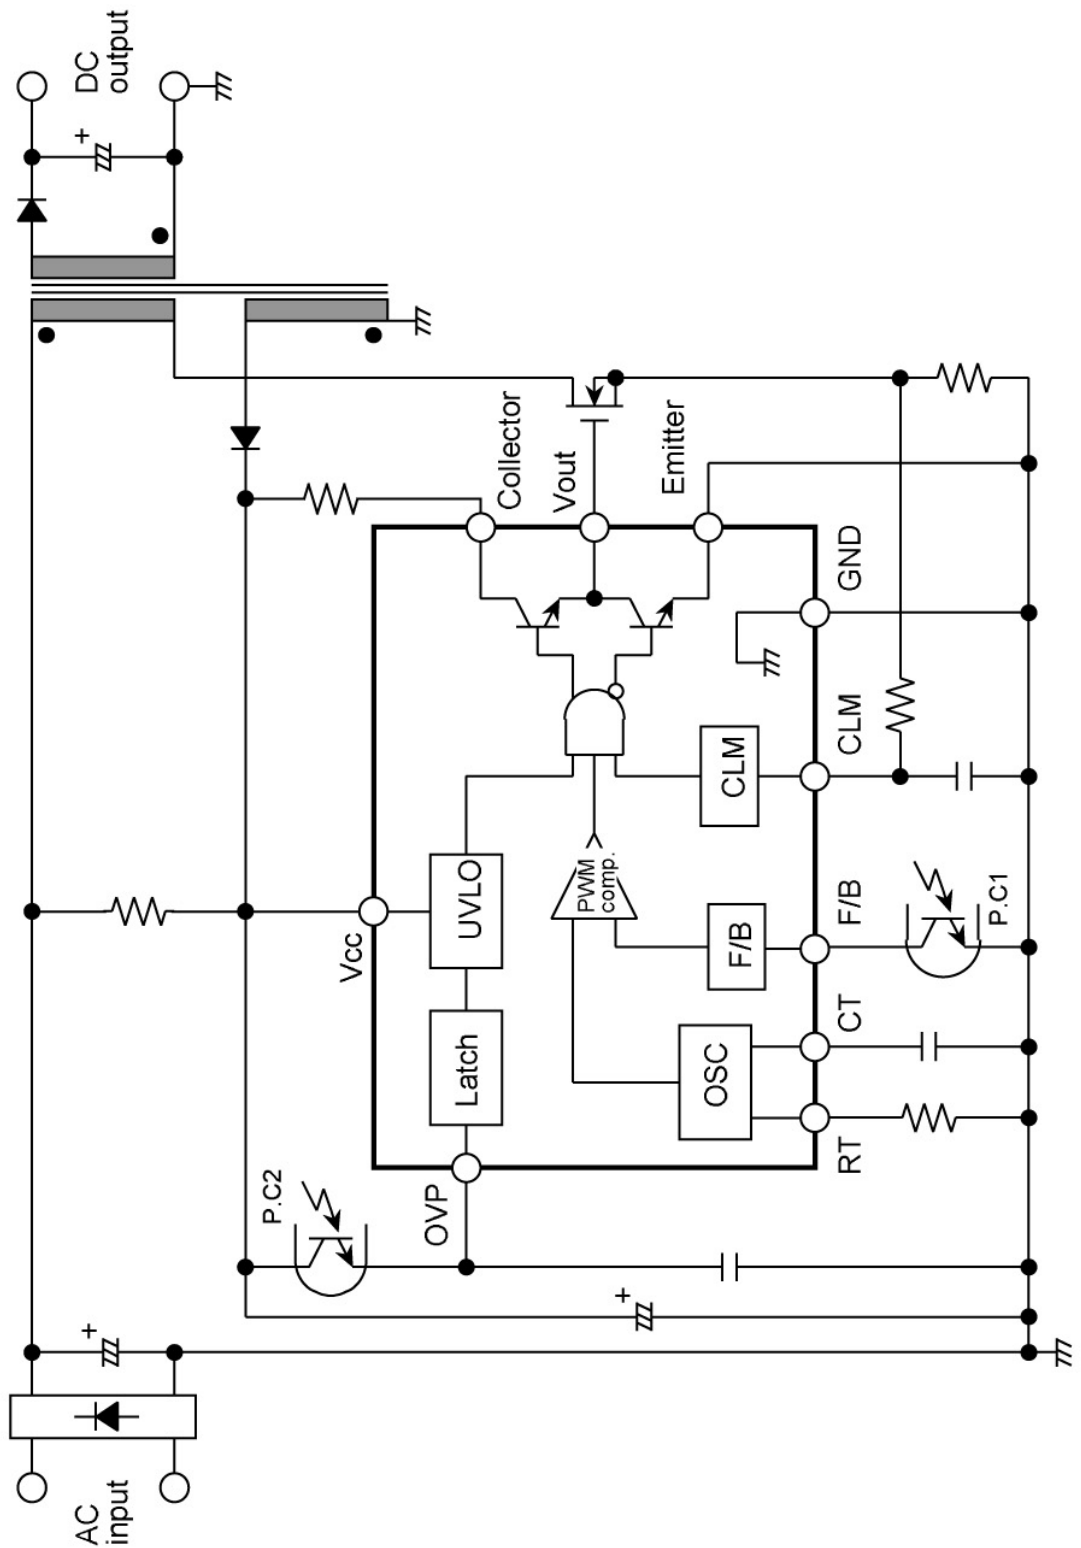 AC
input
+
+
P.C2
OVP
Latch
UVLO
Vcc
+
DC
output
+
Collector
Vout
Emitter
PWM
comp.
OSC
F/B
CLM
RT
CT
F/B
CLM
GND
P.C1